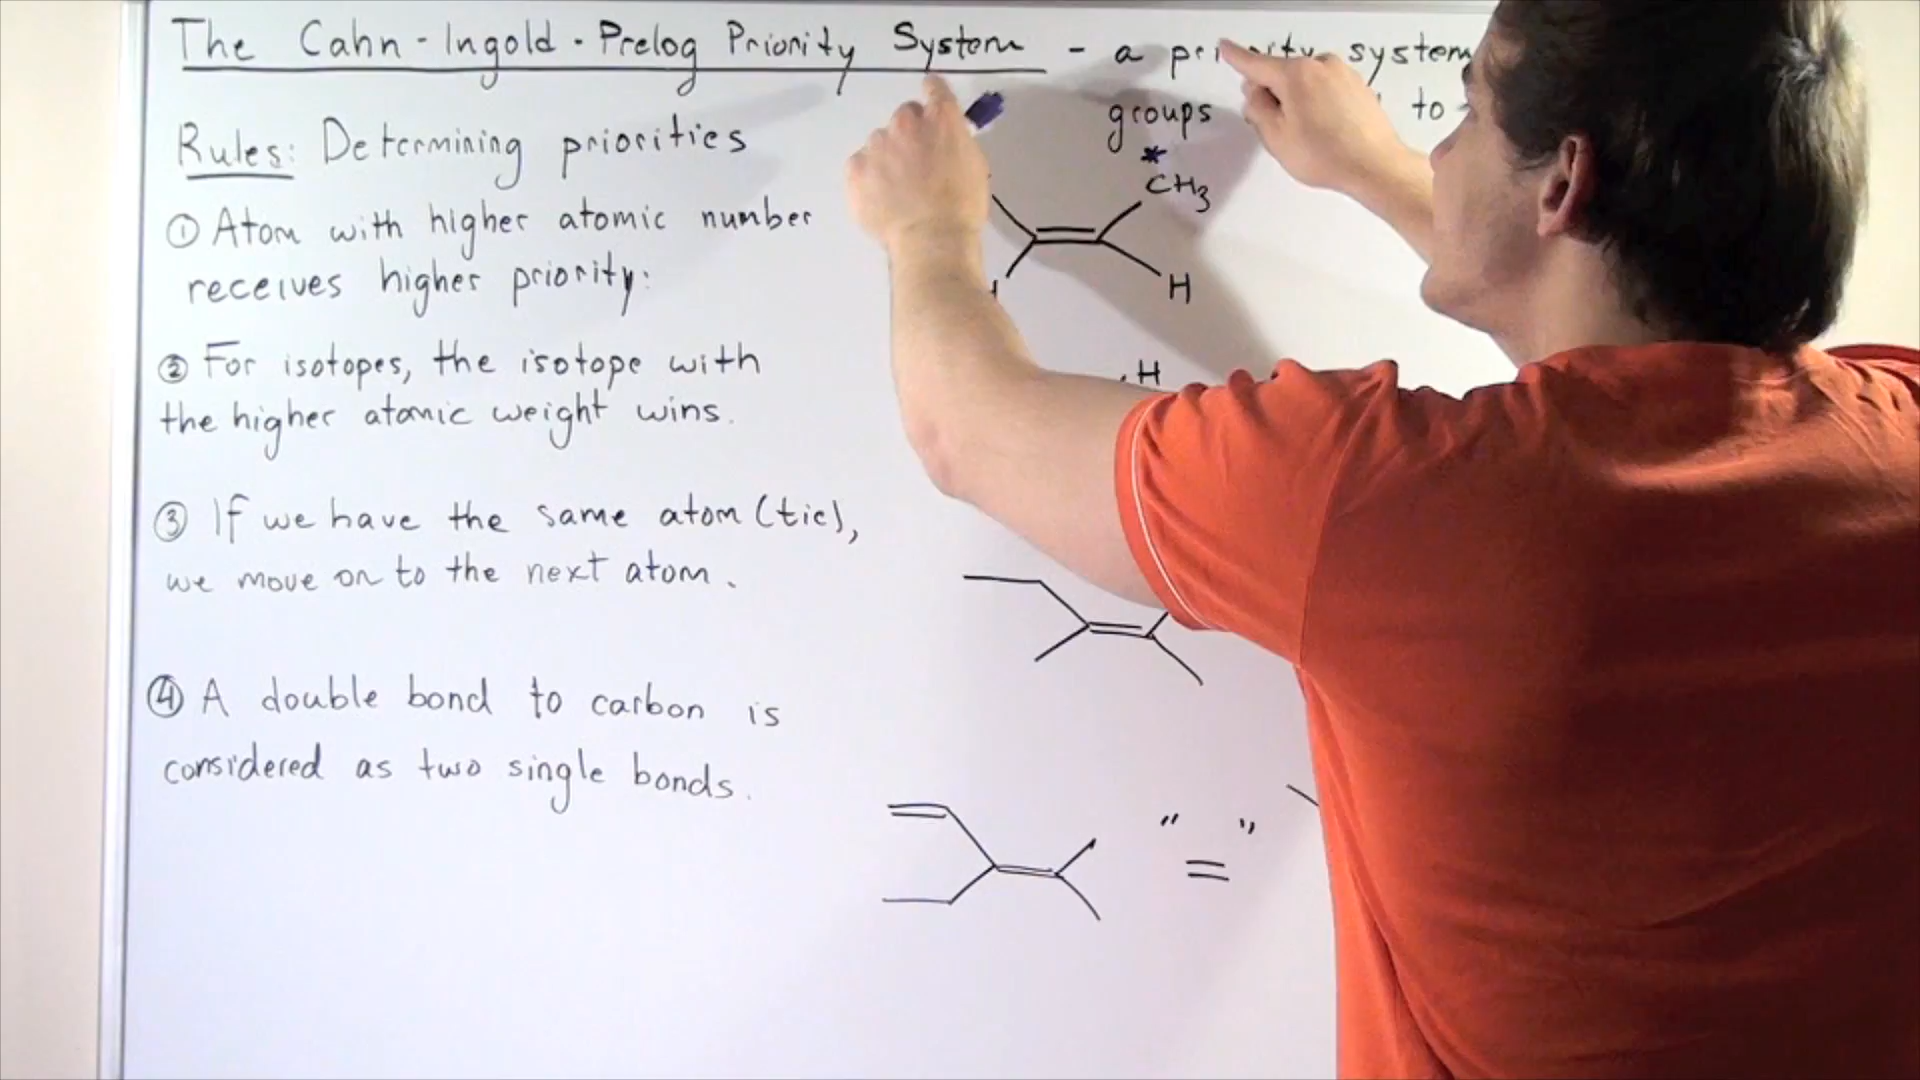 The Cahn-Ingold-Prelog Priority System - a system
to
groups
Rules: Determining priorities
*
CH3
① Atom with higher atomic number
receives higher priority:
H
② For isotopes, the isotope with
the higher atomic weight wins.
H
③ If we have the same atom (tie),
we move on to the next atom.
④ A double bond to carbon is
considered as two single bonds.
" = "